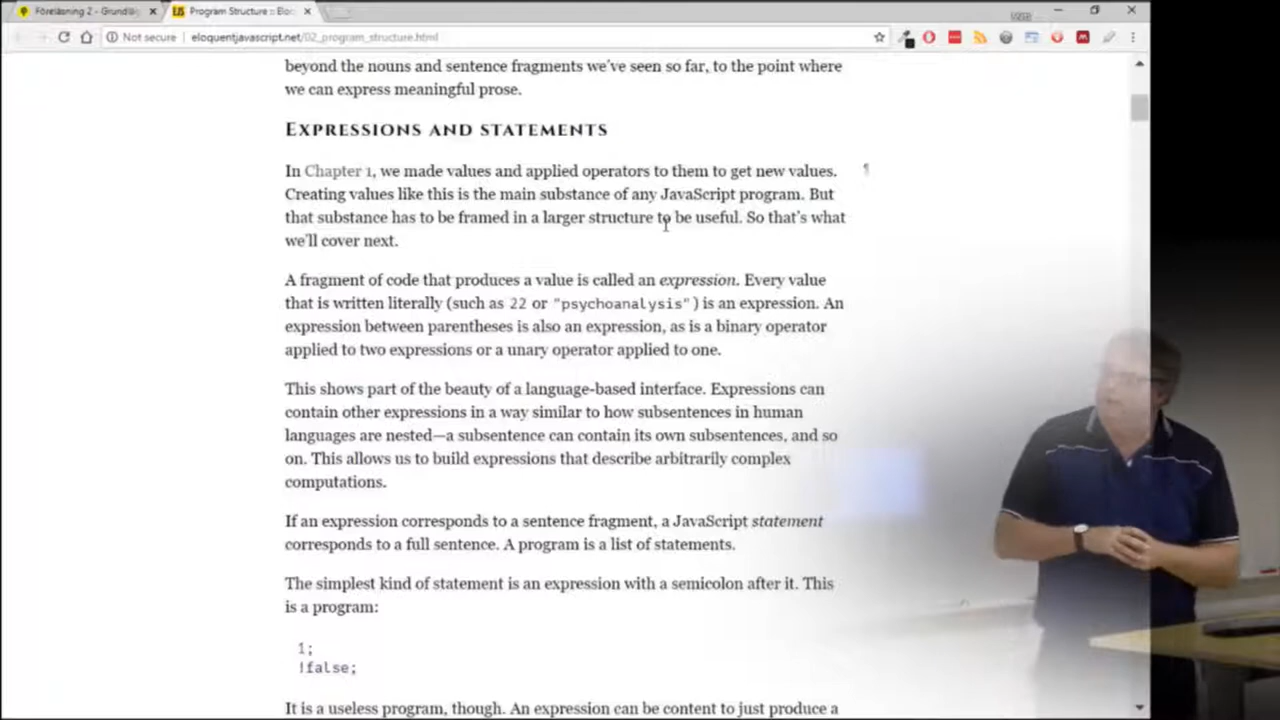 Föreläsning 2 - Grundläg
Program Structure :: Eloq
Not secure
eloquentjavascript.net/02_program_structure.html
beyond the nouns and sentence fragments we've seen so far, to the point where
we can express meaningful prose.
Expressions and statements
In Chapter 1, we made values and applied operators to them to get new values.
¶
Creating values like this is the main substance of any JavaScript program. But
that substance has to be framed in a larger structure to be useful. So that's what
we'll cover next.
A fragment of code that produces a value is called an expression. Every value
that is written literally (such as 22 or "psychoanalysis") is an expression. An
expression between parentheses is also an expression, as is a binary operator
applied to two expressions or a unary operator applied to one.
This shows part of the beauty of a language-based interface. Expressions can
contain other expressions in a way similar to how subsentences in human
languages are nested—a subsentence can contain its own subsentences, and so
on. This allows us to build expressions that describe arbitrarily complex
computations.
If an expression corresponds to a sentence fragment, a JavaScript statement
corresponds to a full sentence. A program is a list of statements.
The simplest kind of statement is an expression with a semicolon after it. This
is a program:
1;
!false;
It is a useless program, though. An expression can be content to just produce a